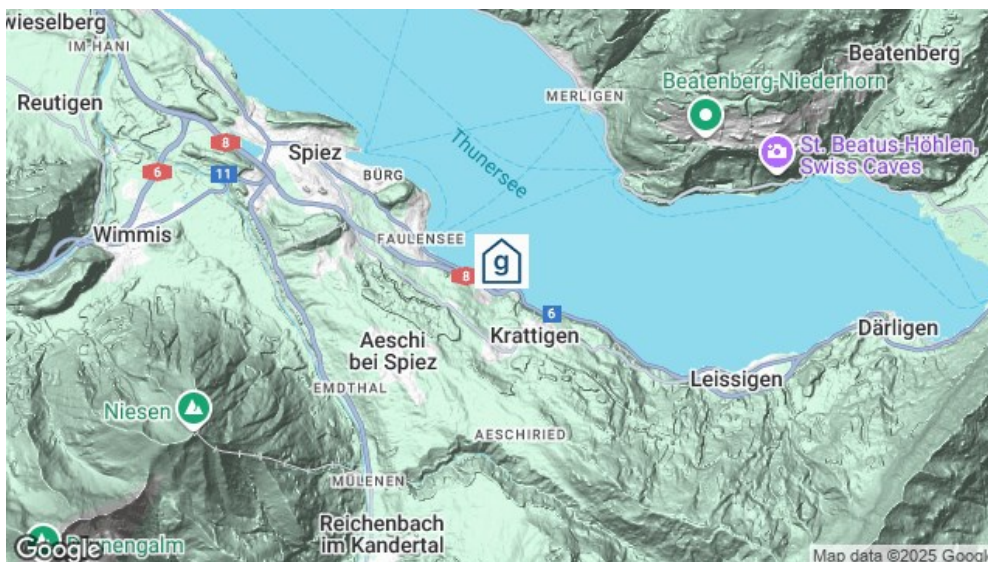 wieselberg
IM HANI
Reutigen
8
6
11
Spiez
BÜRG
Wimmis
FAULENSEE
8
g
Thunersee
MERLIGEN
Beatenberg
Beatenberg-Niederhorn
St. Beatus-Höhlen,
Swiss Caves
6
Krattigen
Därligen
Leissigen
Aeschi
bei Spiez
EMDTHAL
Niesen
AESCHIRIED
MÜLENEN
Reichenbach
im Kandertal
Google
Map data ©2025 Google